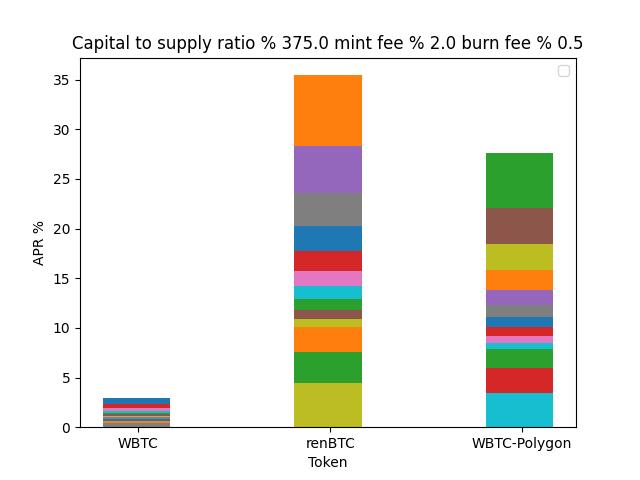 Capital to supply ratio % 375.0 mint fee % 2.0 burn fee % 0.5
35
30
25
20
15
10
5
0
APR %
WBTC renBTC WBTC-Polygon
Token